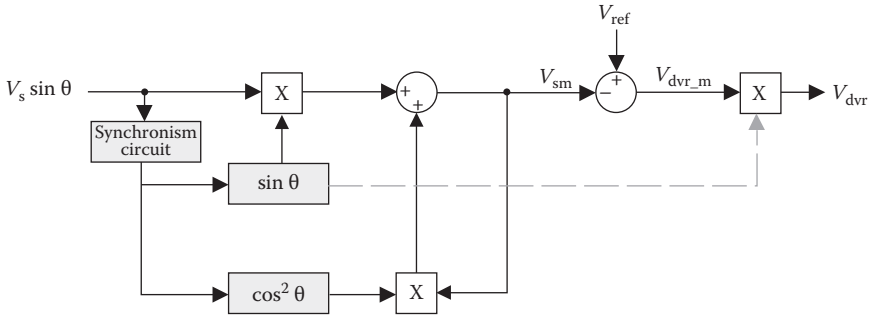 V_ref
V_s sin θ
X
+
+
V_sm
−
+
V_dvr_m
X
V_dvr
Synchronism
circuit
sin θ
cos² θ
X